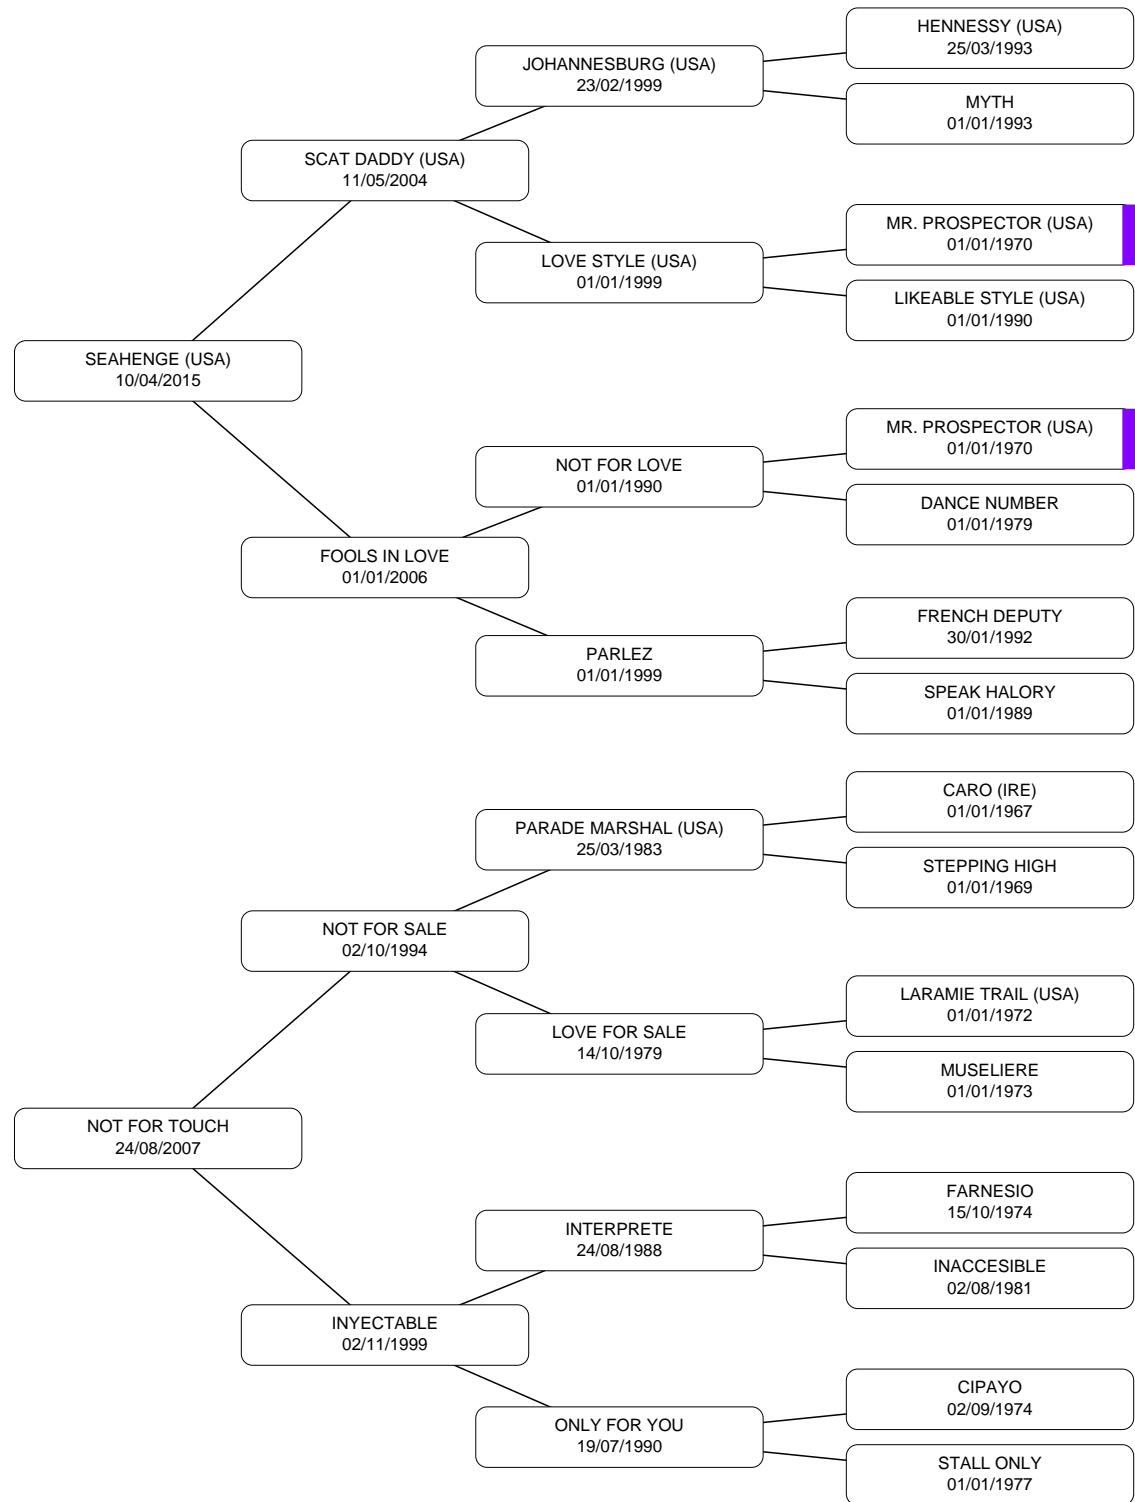 HENNESSY (USA)
25/03/1993
JOHANNESBURG (USA)
23/02/1999
MYTH
01/01/1993
SCAT DADDY (USA)
11/05/2004
MR. PROSPECTOR (USA)
01/01/1970
LOVE STYLE (USA)
01/01/1999
LIKEABLE STYLE (USA)
01/01/1990
SEAHENGE (USA)
10/04/2015
MR. PROSPECTOR (USA)
01/01/1970
NOT FOR LOVE
01/01/1990
DANCE NUMBER
01/01/1979
FOOLS IN LOVE
01/01/2006
FRENCH DEPUTY
30/01/1992
PARLEZ
01/01/1999
SPEAK HALORY
01/01/1989
CARO (IRE)
01/01/1967
PARADE MARSHAL (USA)
25/03/1983
STEPPING HIGH
01/01/1969
NOT FOR SALE
02/10/1994
LARAMIE TRAIL (USA)
01/01/1972
LOVE FOR SALE
14/10/1979
MUSELIERE
01/01/1973
NOT FOR TOUCH
24/08/2007
FARNESIO
15/10/1974
INTERPRETE
24/08/1988
INACCESIBLE
02/08/1981
INYECTABLE
02/11/1999
CIPAYO
02/09/1974
ONLY FOR YOU
19/07/1990
STALL ONLY
01/01/1977